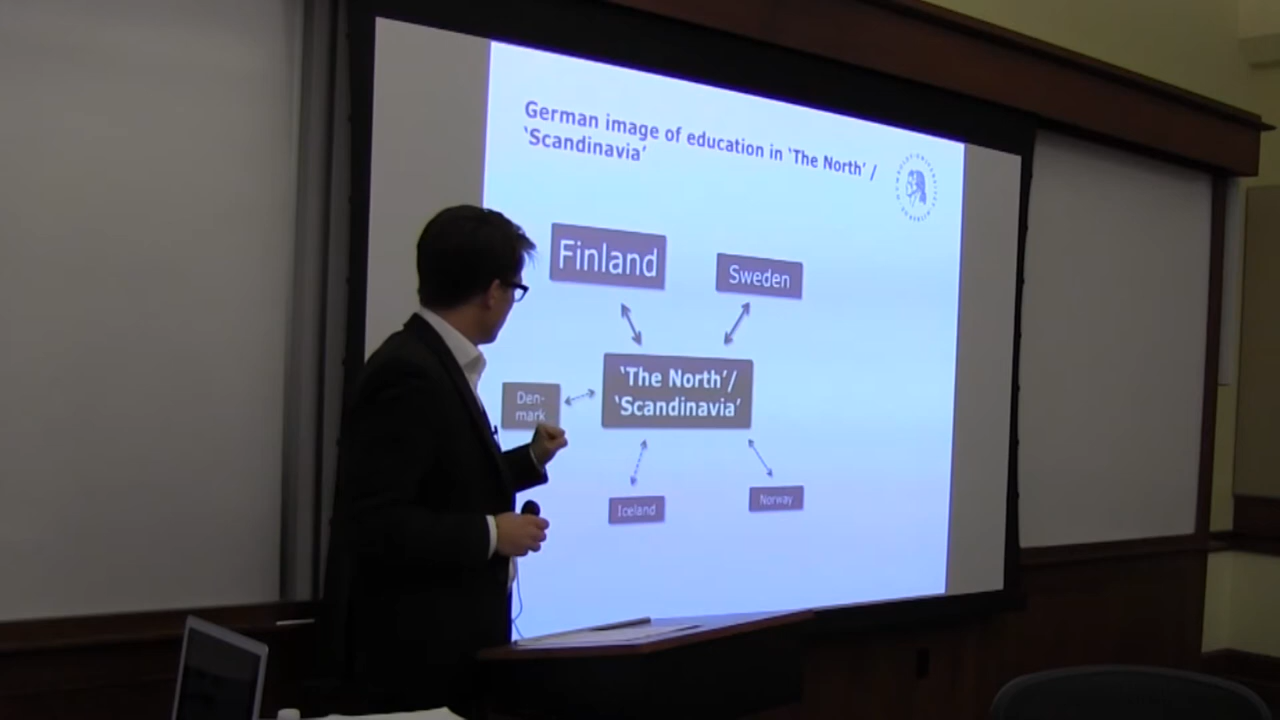 German image of education in ‘The North’ /
‘Scandinavia’
Finland
Sweden
‘The North’/
‘Scandinavia’
Den-
mark
Iceland
Norway